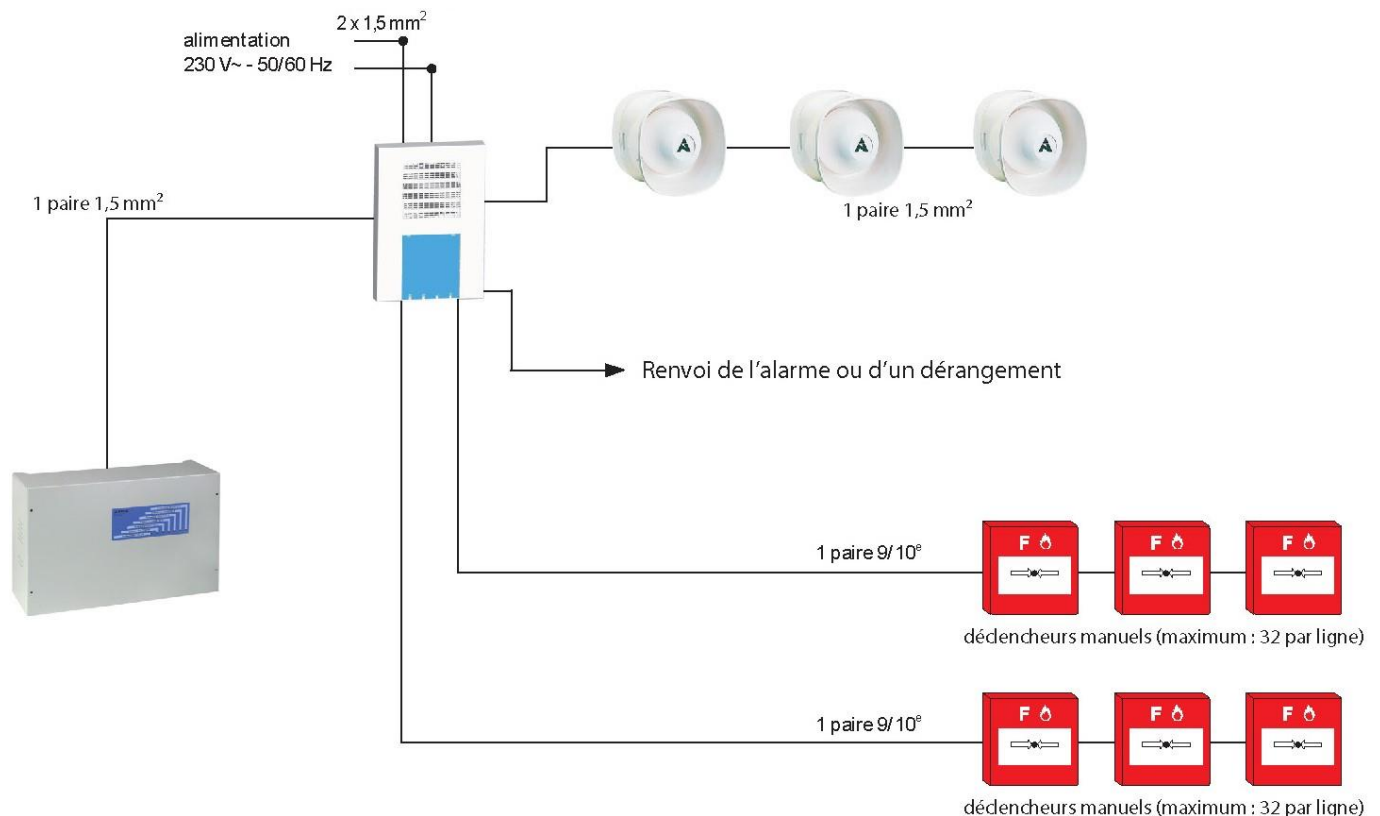 2 x 1,5 mm²
alimentation
230 V~ - 50/60 Hz
1 paire 1,5 mm²
1 paire 1,5 mm²
Renvoi de l'alarme ou d'un dérangement
1 paire 9/10e
F
F
F
déclencheurs manuels (maximum : 32 par ligne)
1 paire 9/10e
F
F
F
déclencheurs manuels (maximum : 32 par ligne)